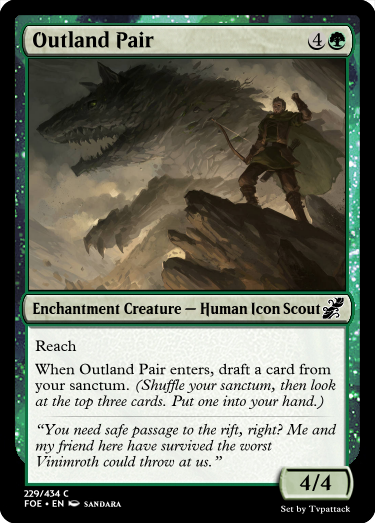 Outland Pair 4
Enchantment Creature — Human Icon Scout
Reach
When Outland Pair enters, draft a card from
your sanctum. (Shuffle your sanctum, then look
at the top three cards. Put one into your hand.)
“You need safe passage to the rift, right? Me and
my friend here have survived the worst
Vinimroth could throw at us.”
4/4
229/434 C
FOE • EN SANDARA
Set by Tvpattack